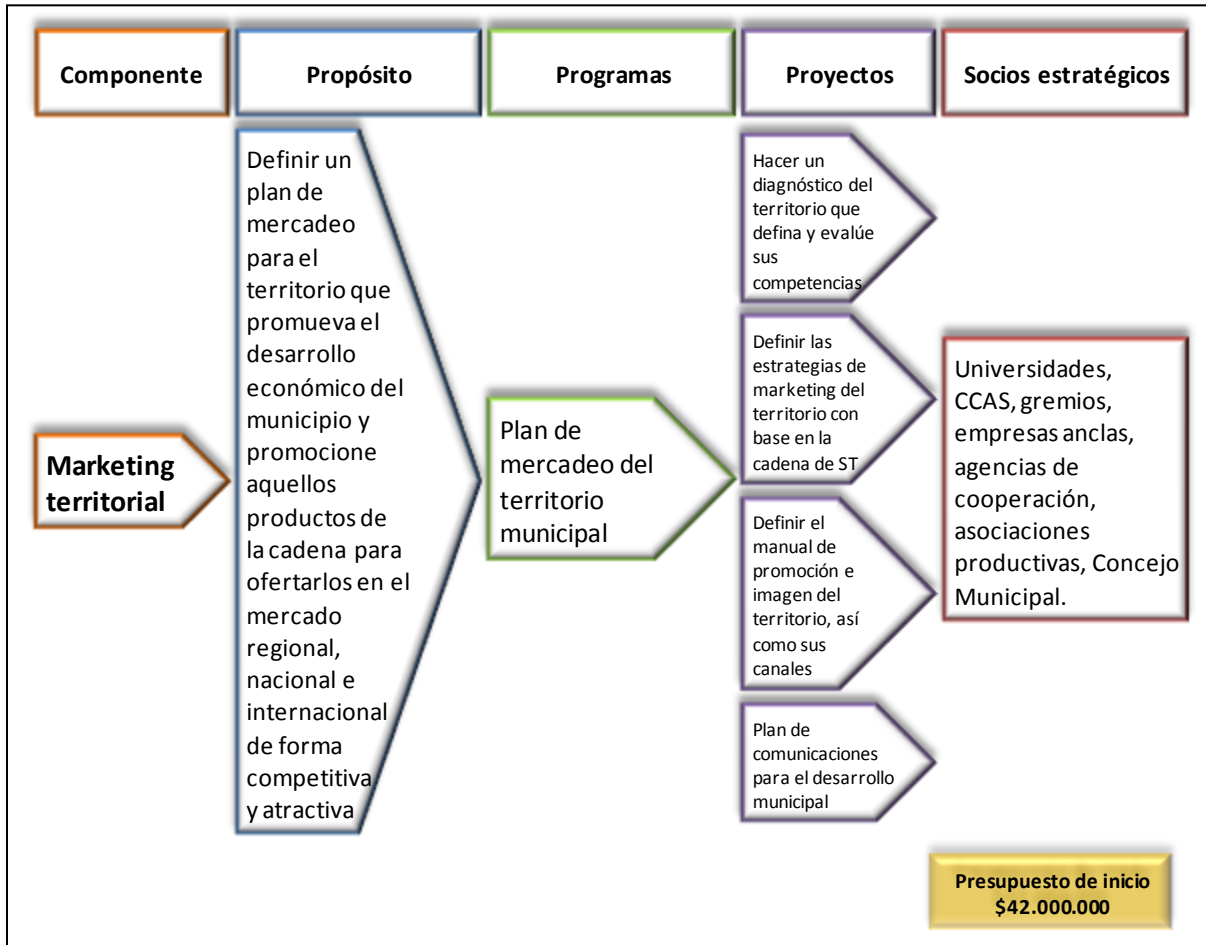 Componente
Propósito
Programas
Proyectos
Socios estratégicos
Marketing
territorial
Definir un
plan de
mercadeo
para el
territorio que
promueva el
desarrollo
económico del
municipio y
promocione
aquellos
productos de
la cadena para
ofertarlos en el
mercado
regional,
nacional e
internacional
de forma
competitiva
y atractiva
Plan de
mercadeo del
territorio
municipal
Hacer un
diagnóstico del
territorio que
defina y evalúe
sus
competencias
Definir las
estrategias de
marketing del
territorio con
base en la
cadena de ST
Definir el
manual de
promoción e
imagen del
territorio, así
como sus
canales
Plan de
comunicaciones
para el desarrollo
municipal
Universidades,
CCAS, gremios,
empresas anclas,
agencias de
cooperación,
asociaciones
productivas, Concejo
Municipal.
Presupuesto de inicio
$42.000.000